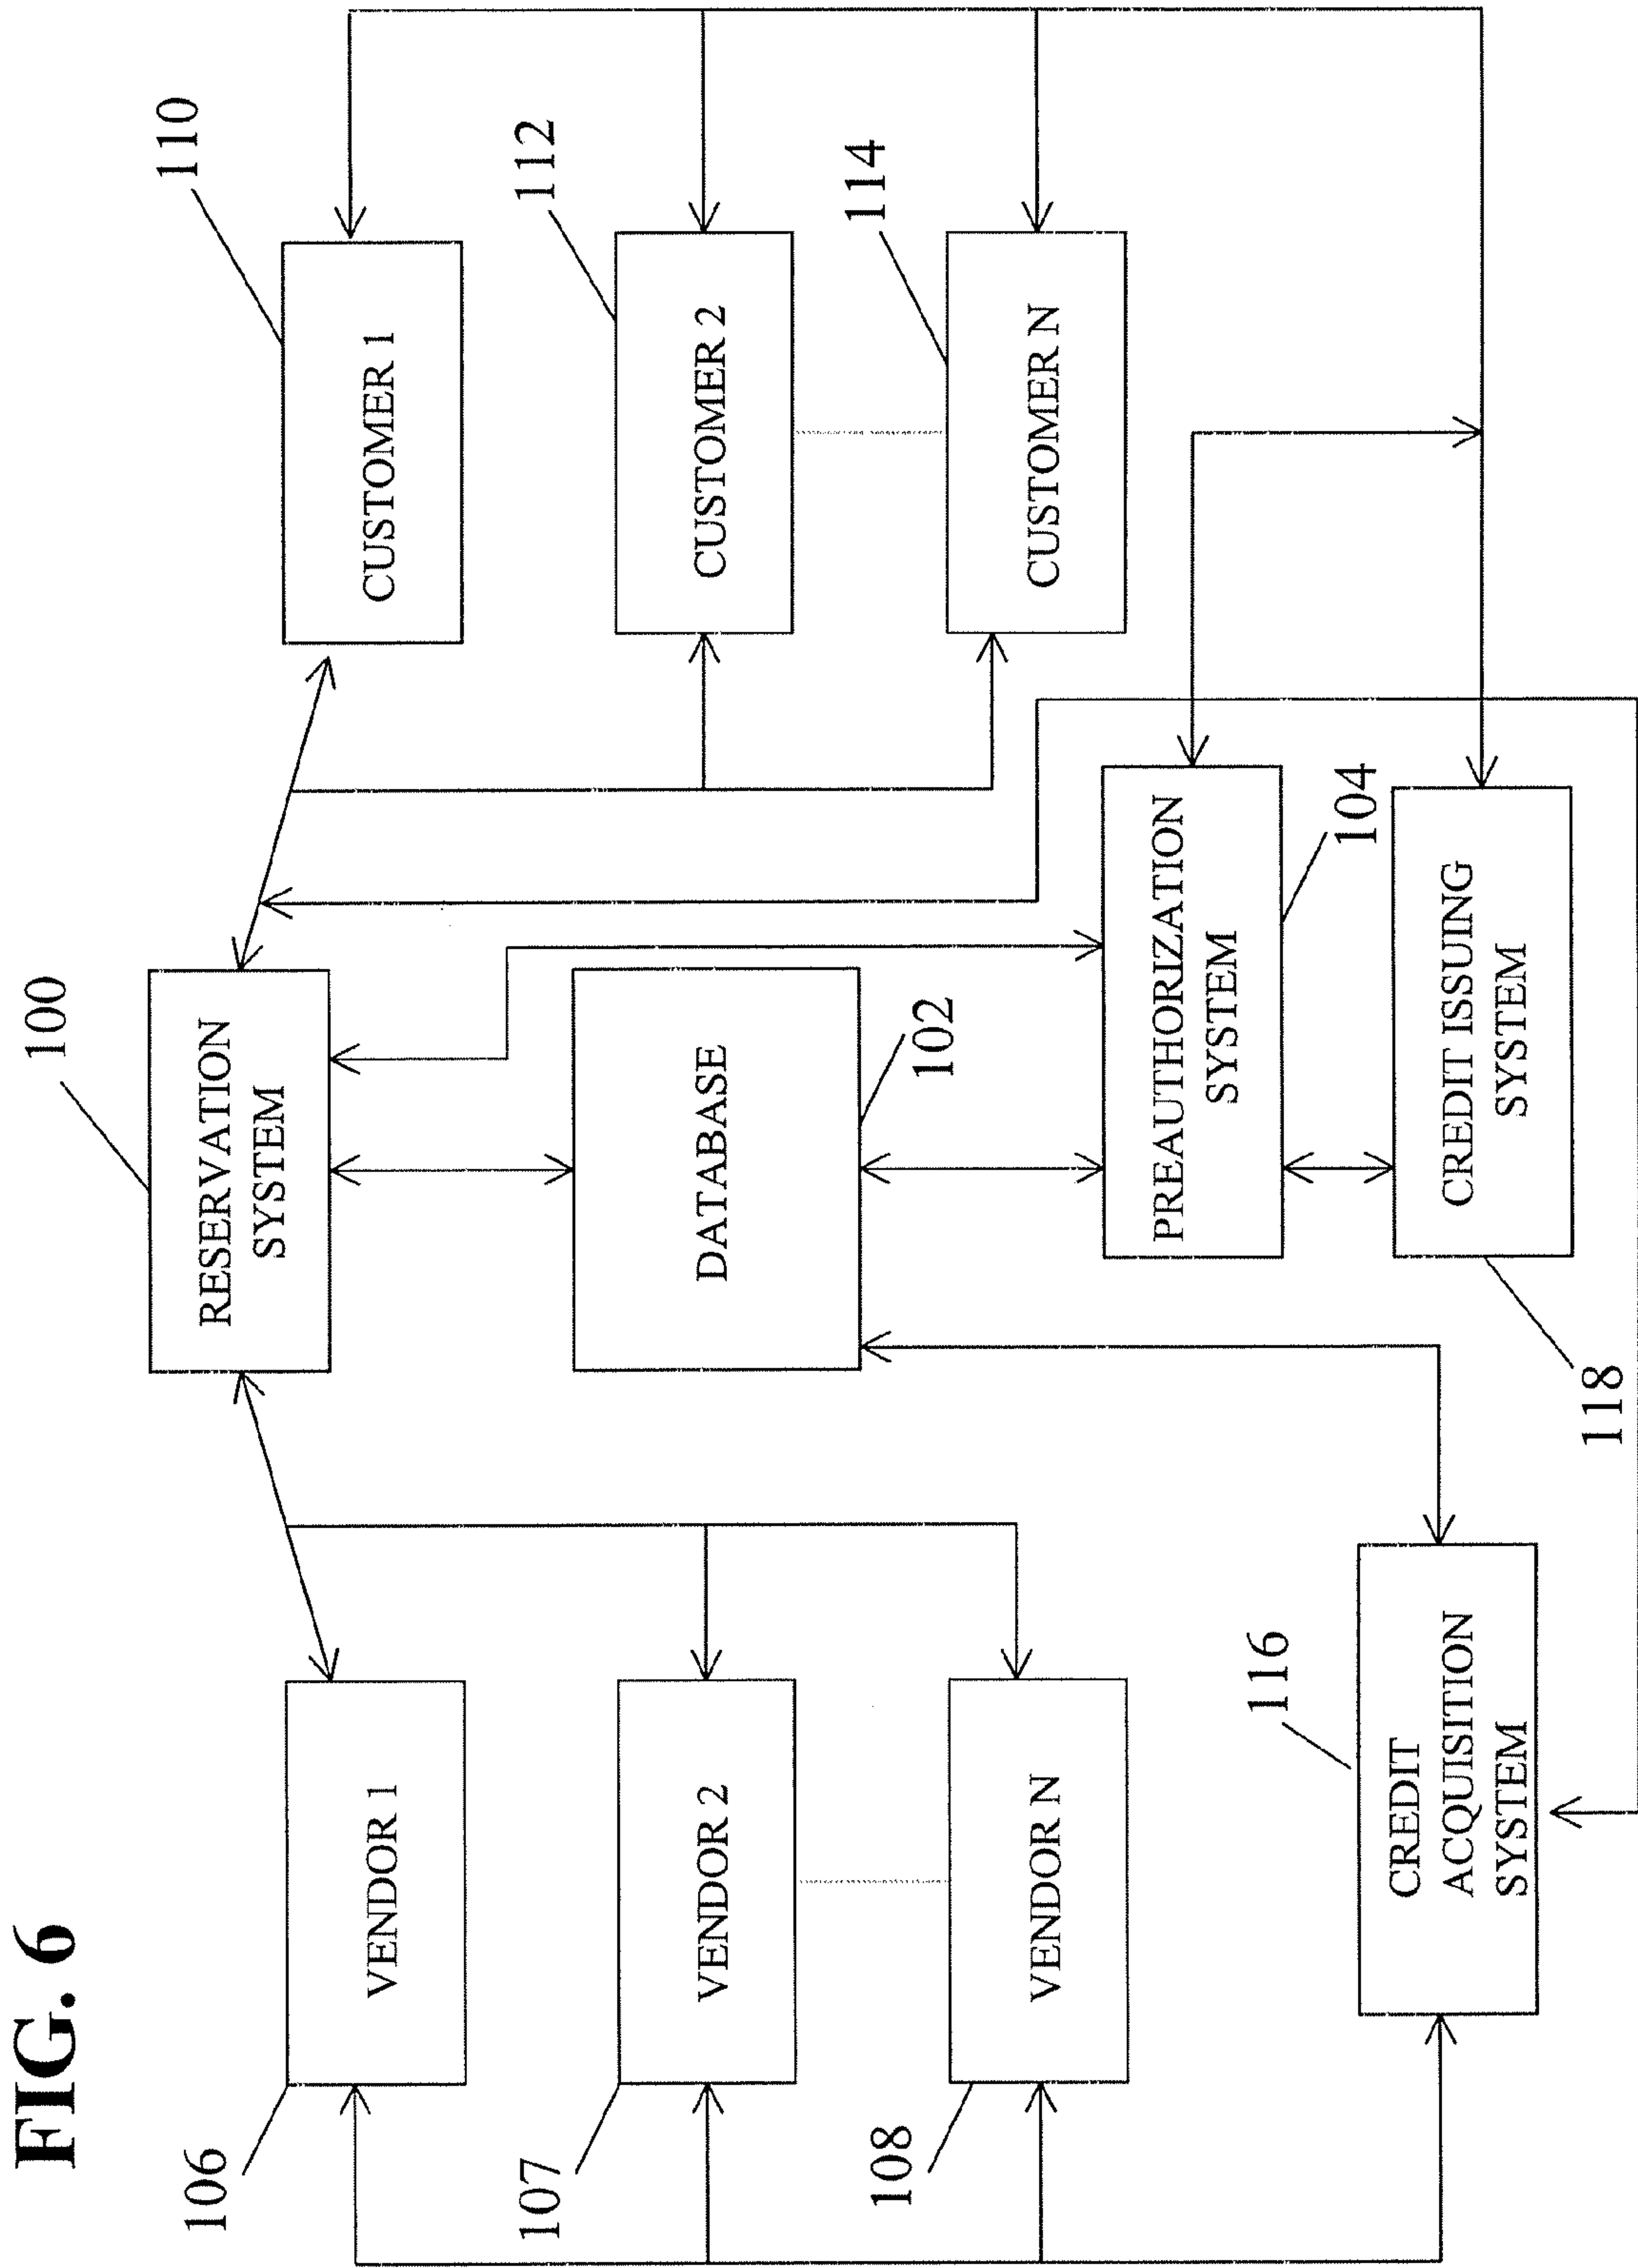 FIG. 6
100
RESERVATION
SYSTEM
106
VENDOR 1
110
CUSTOMER 1
107
VENDOR 2
DATABASE
102
112
CUSTOMER 2
108
VENDOR N
114
CUSTOMER N
PREAUTHORIZATION
SYSTEM
104
116
CREDIT
ACQUISITION
SYSTEM
CREDIT ISSUING
SYSTEM
118